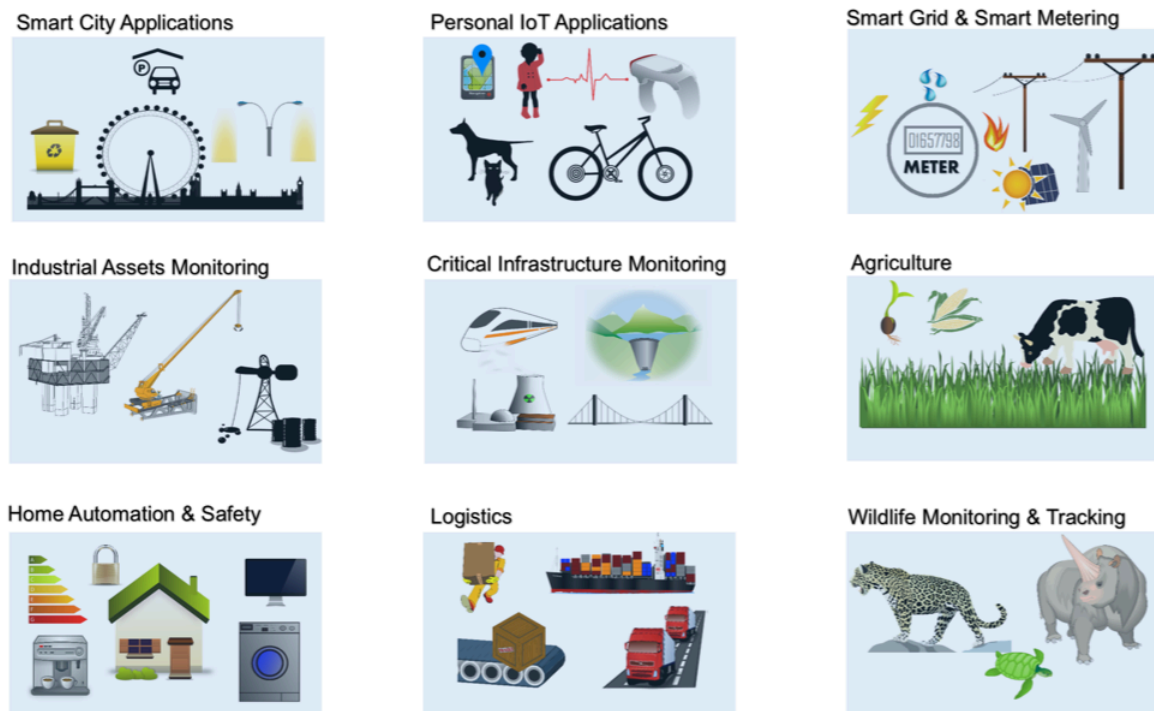 Smart City Applications
Personal IoT Applications
Smart Grid & Smart Metering
P
01657798
METER
Industrial Assets Monitoring
Critical Infrastructure Monitoring
Agriculture
Home Automation & Safety
Logistics
Wildlife Monitoring & Tracking